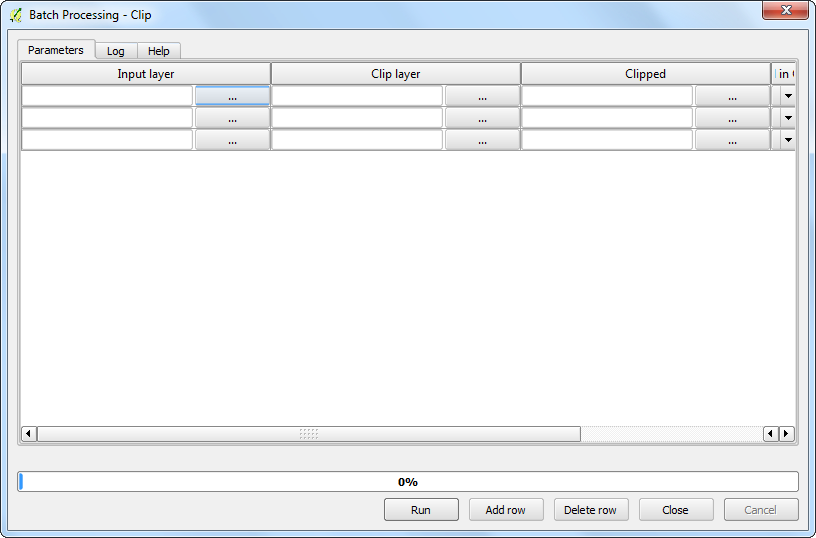 Batch Processing - Clip
Parameters Log Help
Input layer Clip layer Clipped in
... ... ...
... ... ...
... ... ...
0%
Run Add row Delete row Close Cancel